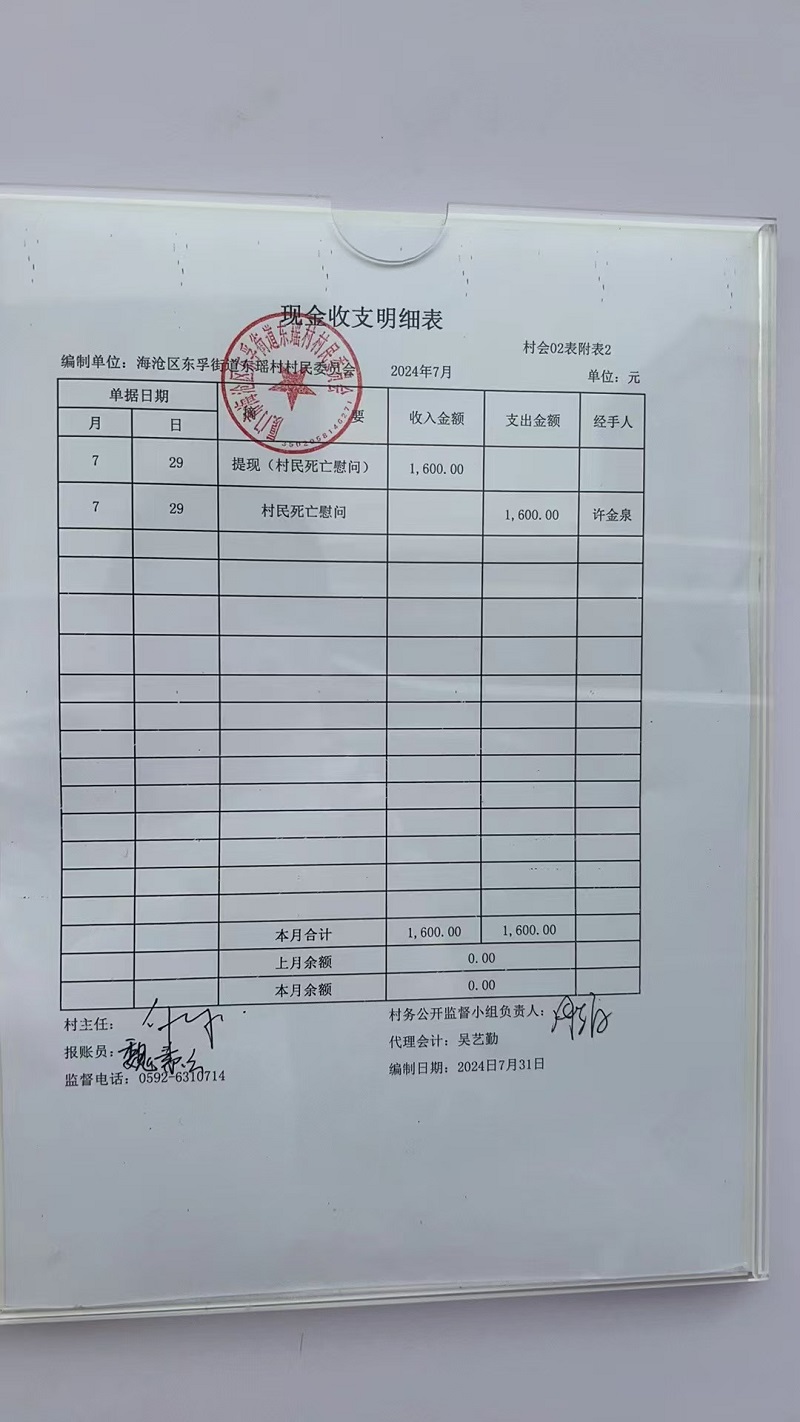 现金收支明细表
村会02表附表2
编制单位：海沧区东孚街道东瑶村村民委员会 2024年7月 单位：元
单据日期 摘要 收入金额 支出金额 经手人
月 日
7 29 提现（村民死亡慰问） 1,600.00
7 29 村民死亡慰问 1,600.00 许金泉
本月合计 1,600.00 1,600.00
上月余额 0.00
本月余额 0.00
村主任： 村务公开监督小组负责人：
报账员： 代理会计：吴艺勤
监督电话：0592-6310714 编制日期：2024日7月31日